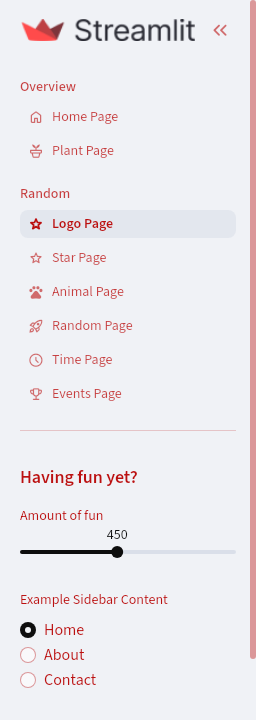 Streamlit
Overview
Home Page
Plant Page
Random
Logo Page
Star Page
Animal Page
Random Page
Time Page
Events Page
Having fun yet?
Amount of fun
450
Example Sidebar Content
Home
About
Contact